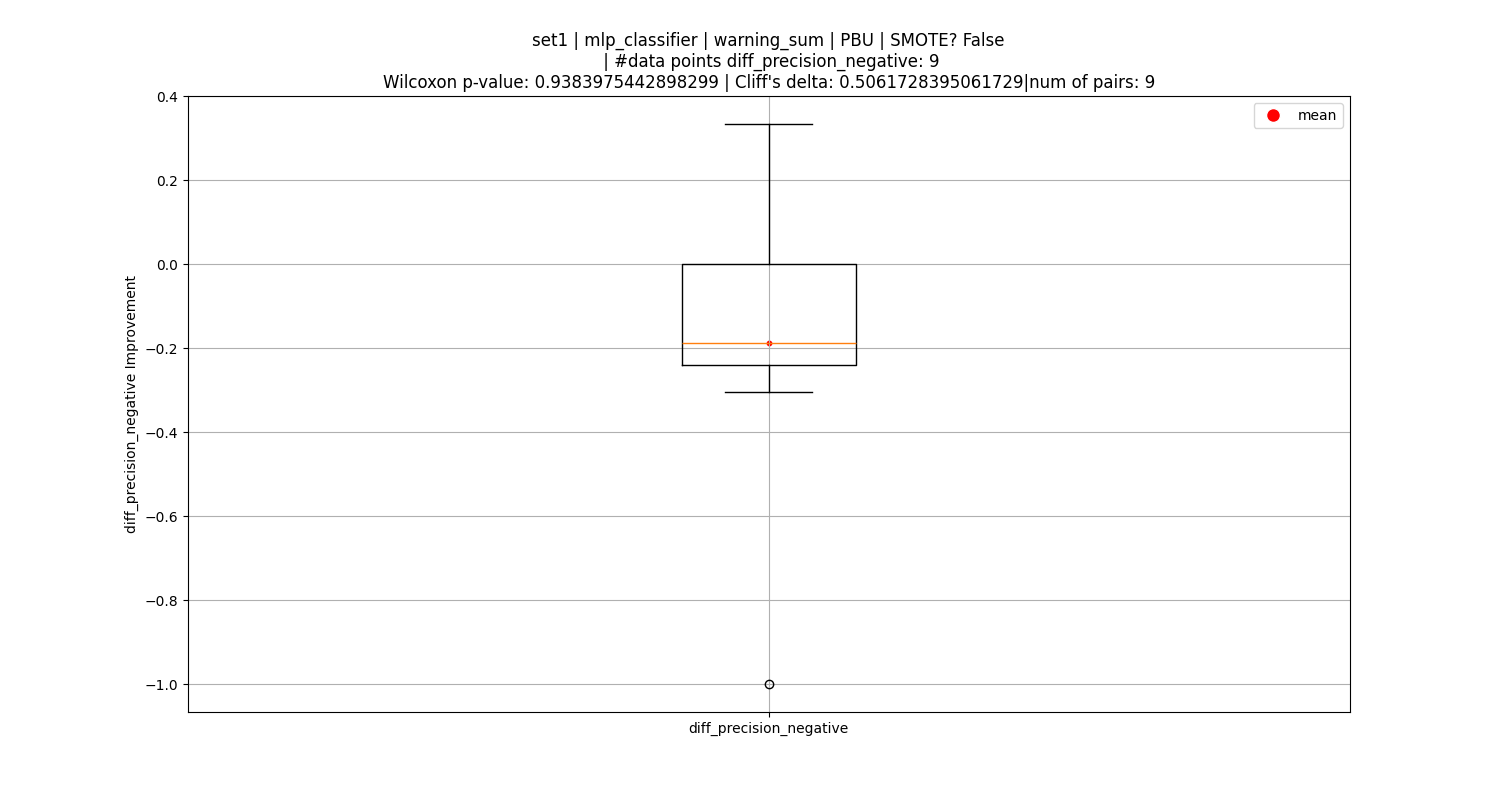 set1 | mlp_classifier | warning_sum | PBU | SMOTE? False
| #data points diff_precision_negative: 9
Wilcoxon p-value: 0.9383975442898299 | Cliff's delta: 0.5061728395061729|num of pairs: 9
mean
0.4
0.2
0.0
−0.2
−0.4
−0.6
−0.8
−1.0
diff_precision_negative Improvement
diff_precision_negative